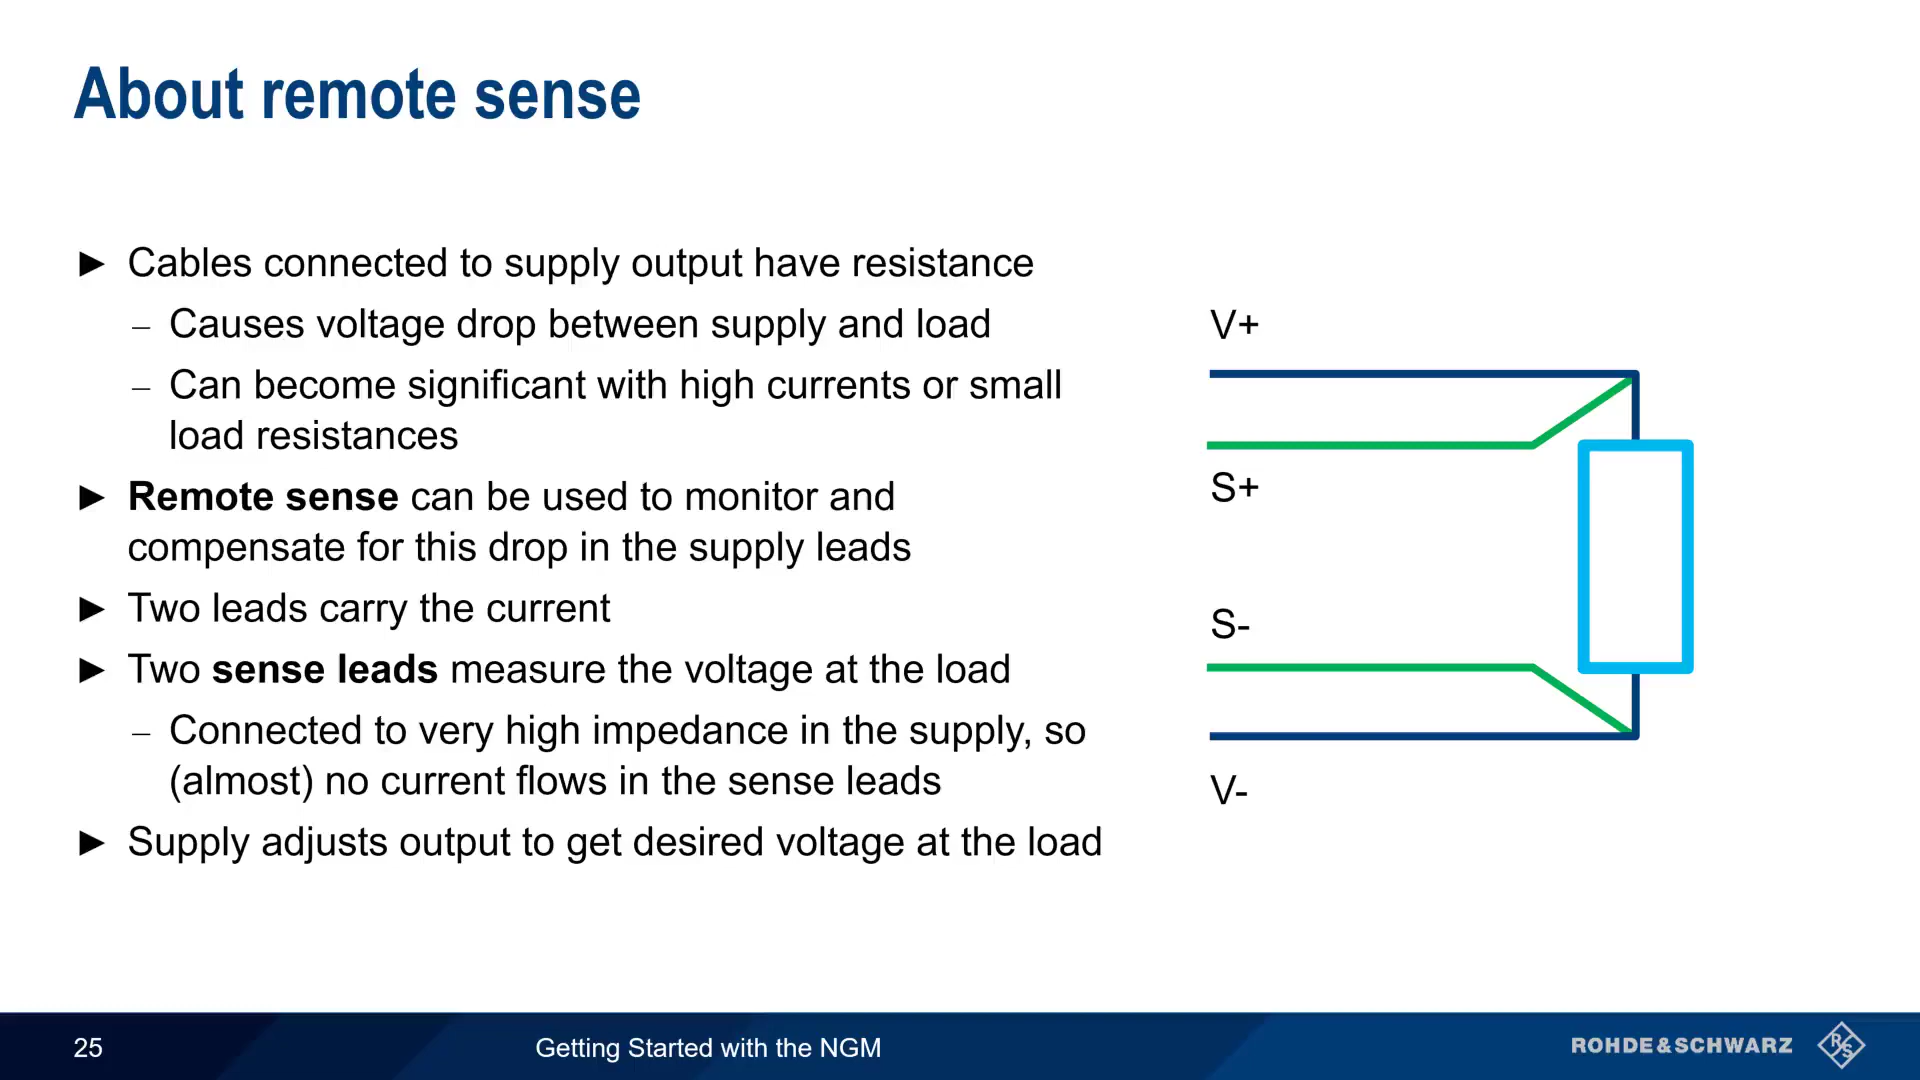 About remote sense
► Cables connected to supply output have resistance
– Causes voltage drop between supply and load
– Can become significant with high currents or small
load resistances
► Remote sense can be used to monitor and
compensate for this drop in the supply leads
► Two leads carry the current
► Two sense leads measure the voltage at the load
– Connected to very high impedance in the supply, so
(almost) no current flows in the sense leads
► Supply adjusts output to get desired voltage at the load
V+
S+
S-
V-
25
Getting Started with the NGM
ROHDE&SCHWARZ
RS